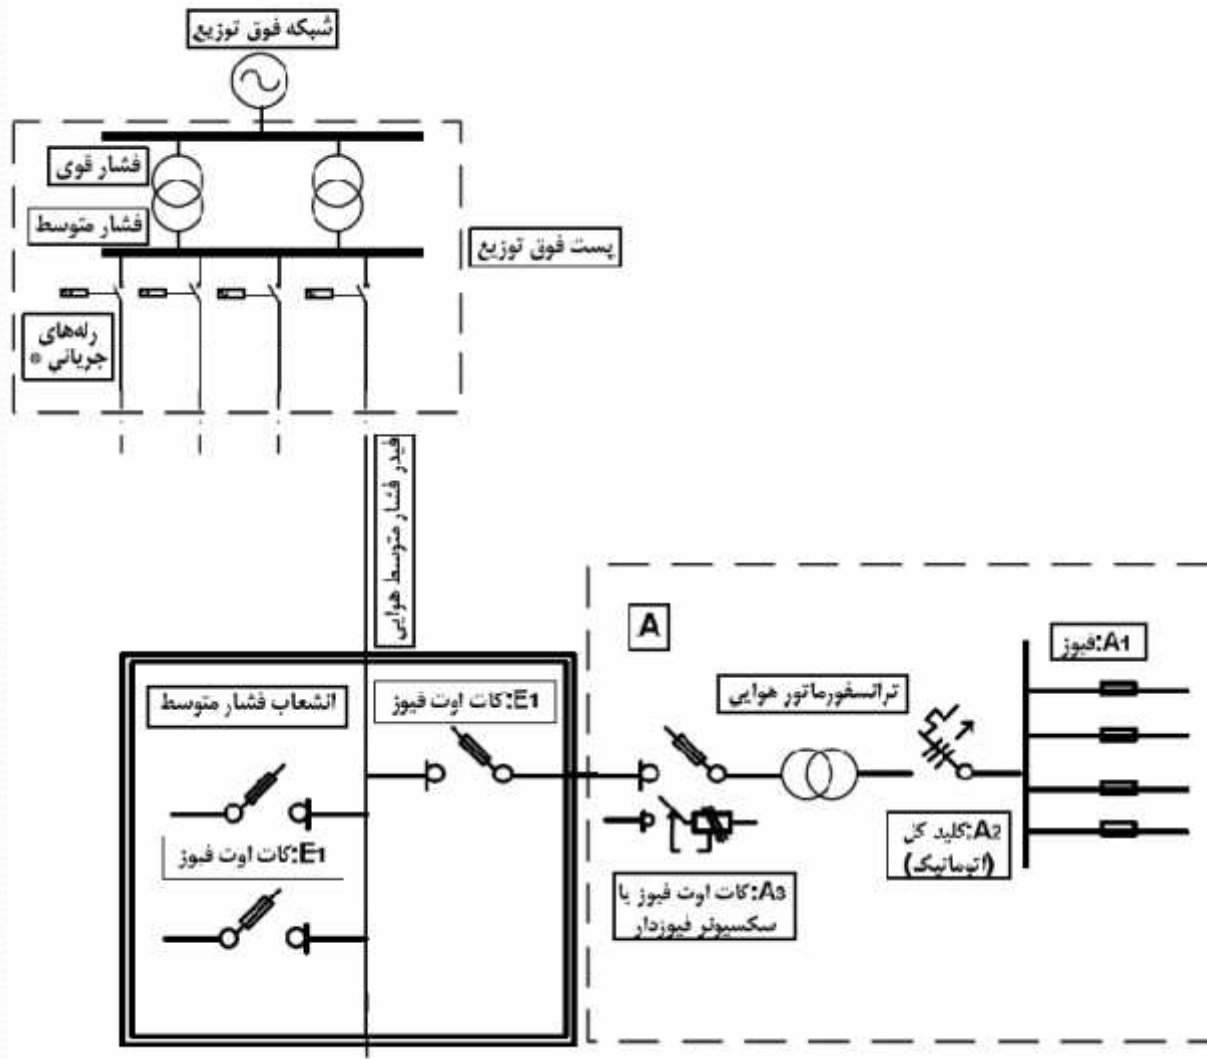 شبکه فوق توزیع
فشار قوی
فشار متوسط
پست فوق توزیع
رله‌های
جریانی *
فیدر فشار متوسط هوایی
A
A1:فیوز
ترانسفورماتور هوایی
E1:کات اوت فیوز
انشعاب فشار متوسط
E1:کات اوت فیوز
A2:کلید کل
(اتوماتیک)
A3:کات اوت فیوز یا
سکسیونر فیوزدار